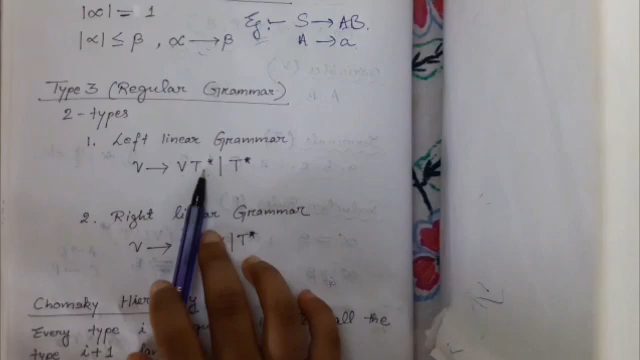 |α| = 1
Eg:- S → AB.
|α| ≤ β , α → β A → a
Type 3 (Regular Grammar)
2-types
1. Left linear Grammar
V → VT* | T*
2. Right linear Grammar
V → | T*
Chomsky
Every type i all the
type i+1